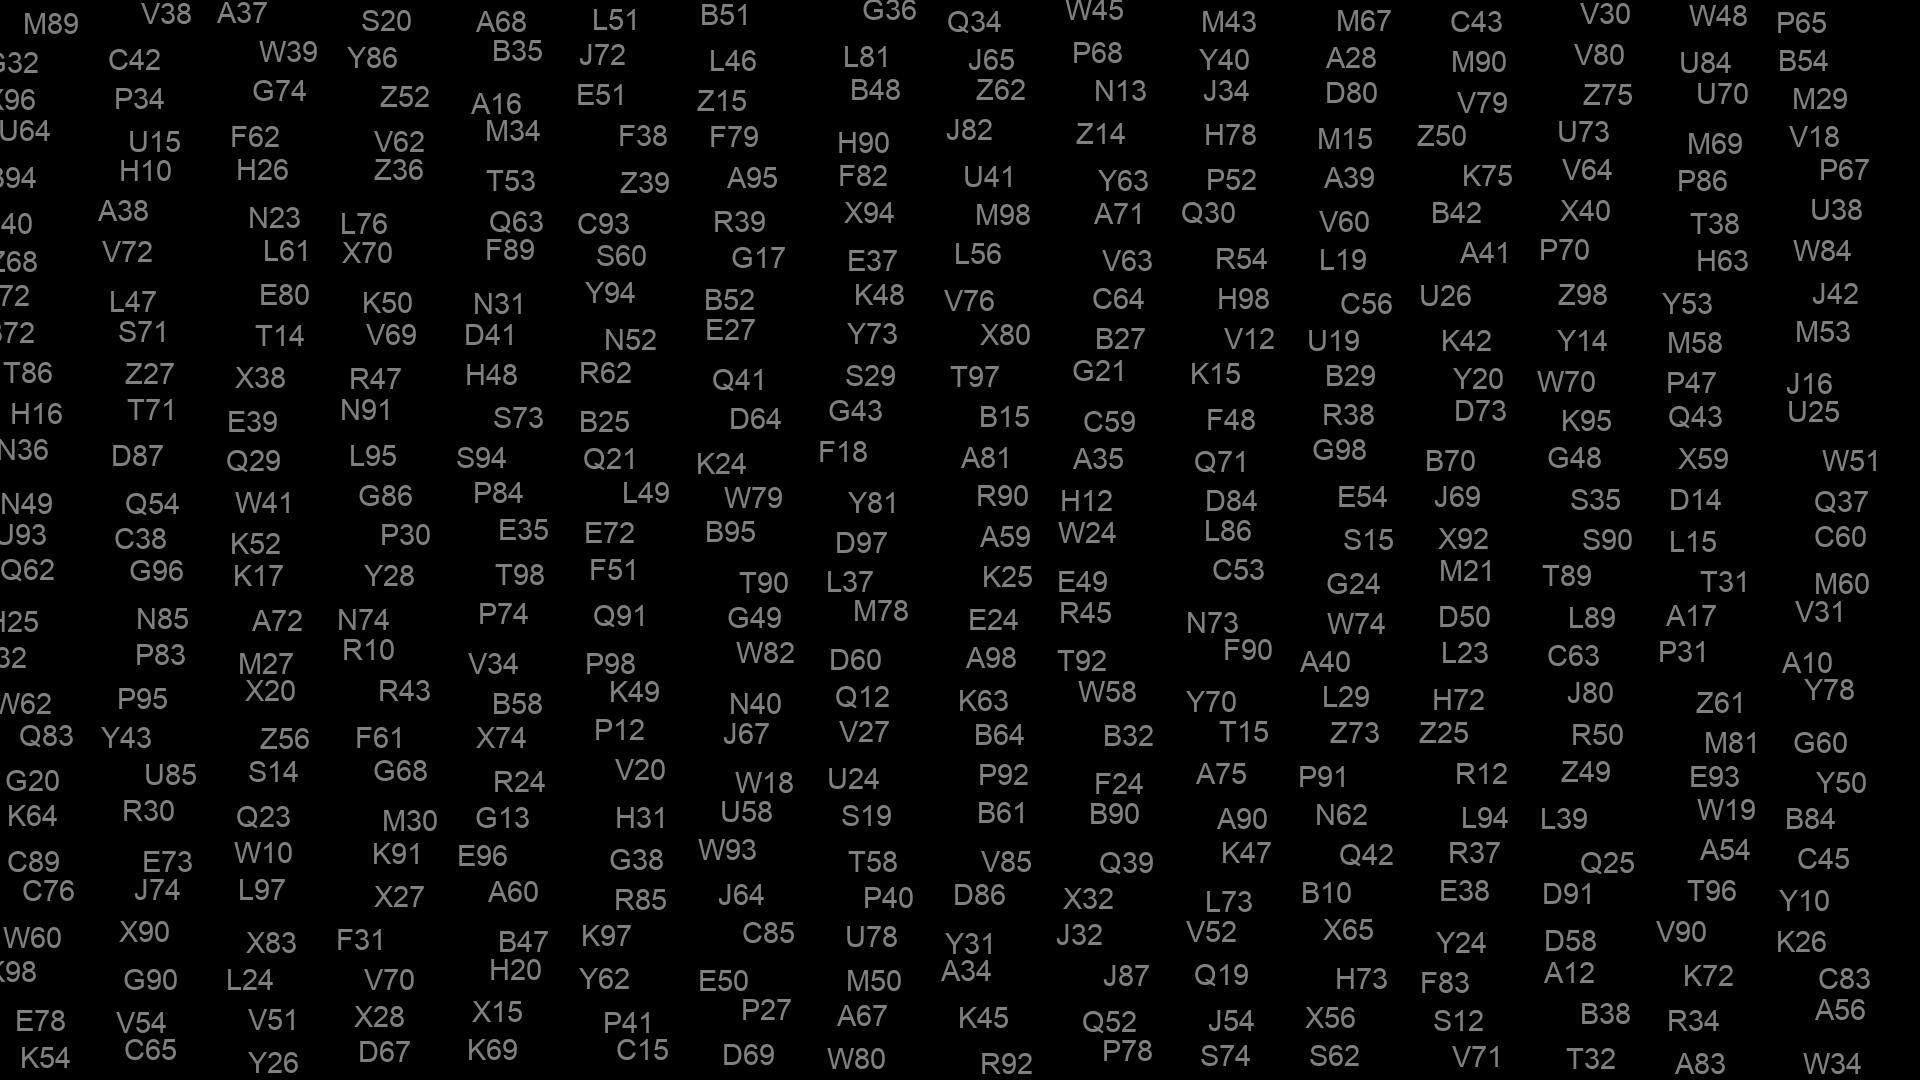 M89 V38 A37 S20 A68 L51 B51 G36 Q34 W45 M43 M67 C43 V30 W48 P65
G32 C42 W39 Y86 B35 J72 L46 L81 J65 P68 Y40 A28 M90 V80 U84 B54
K96 P34 G74 Z52 A16 E51 Z15 B48 Z62 N13 J34 D80 V79 Z75 U70 M29
U64 U15 F62 V62 M34 F38 F79 H90 J82 Z14 H78 M15 Z50 U73 M69 V18
94 H10 H26 Z36 T53 Z39 A95 F82 U41 Y63 P52 A39 K75 V64 P86 P67
40 A38 N23 L76 Q63 C93 R39 X94 M98 A71 Q30 V60 B42 X40 T38 U38
Z68 V72 L61 X70 F89 S60 G17 E37 L56 V63 R54 L19 A41 P70 H63 W84
72 L47 E80 K50 N31 Y94 B52 K48 V76 C64 H98 C56 U26 Z98 Y53 J42
72 S71 T14 V69 D41 N52 E27 Y73 X80 B27 V12 U19 K42 Y14 M58 M53
T86 Z27 X38 R47 H48 R62 Q41 S29 T97 G21 K15 B29 Y20 W70 P47 J16
H16 T71 E39 N91 S73 B25 D64 G43 B15 C59 F48 R38 D73 K95 Q43 U25
N36 D87 Q29 L95 S94 Q21 K24 F18 A81 A35 Q71 G98 B70 G48 X59 W51
N49 Q54 W41 G86 P84 L49 W79 Y81 R90 H12 D84 E54 J69 S35 D14 Q37
U93 C38 K52 P30 E35 E72 B95 D97 A59 W24 L86 S15 X92 S90 L15 C60
Q62 G96 K17 Y28 T98 F51 T90 L37 K25 E49 C53 G24 M21 T89 T31 M60
H25 N85 A72 N74 P74 Q91 G49 M78 E24 R45 N73 W74 D50 L89 A17 V31
32 P83 M27 R10 V34 P98 W82 D60 A98 T92 F90 A40 L23 C63 P31 A10
W62 P95 X20 R43 B58 K49 N40 Q12 K63 W58 Y70 L29 H72 J80 Z61 Y78
Q83 Y43 Z56 F61 X74 P12 J67 V27 B64 B32 T15 Z73 Z25 R50 M81 G60
G20 U85 S14 G68 R24 V20 W18 U24 P92 F24 A75 P91 R12 Z49 E93 Y50
K64 R30 Q23 M30 G13 H31 U58 S19 B61 B90 A90 N62 L94 L39 W19 B84
C89 E73 W10 K91 E96 G38 W93 T58 V85 Q39 K47 Q42 R37 Q25 A54 C45
C76 J74 L97 X27 A60 R85 J64 P40 D86 X32 L73 B10 E38 D91 T96 Y10
W60 X90 X83 F31 B47 K97 C85 U78 Y31 J32 V52 X65 Y24 D58 V90 K26
K98 G90 L24 V70 H20 Y62 E50 M50 A34 J87 Q19 H73 F83 A12 K72 C83
E78 V54 V51 X28 X15 P41 P27 A67 K45 Q52 J54 X56 S12 B38 R34 A56
K54 C65 Y26 D67 K69 C15 D69 W80 R92 P78 S74 S62 V71 T32 A83 W34